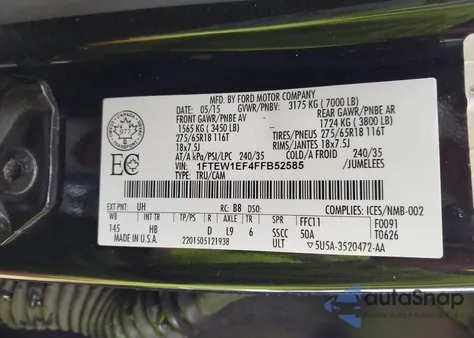 MFD. BY FORD MOTOR COMPANY
DATE: 05/15 GVWR/PNBV: 3175 KG (7000 LB)
FRONT GAWR/PNBE AV REAR GAWR/PNBE AR
1565 KG (3450 LB) 1724 KG (3800 LB)
275/65R18 116T TIRES/PNEUS 275/65R18 116T
18x7.5J 18x7.5J
AT/A kPa/PSI/LPC 240/35 COLD/A FROID 240/35
VIN: 1FTEW1EF4FFB52585 /JUMELEES
TYPE: TRU/CAM
EXT PNT: UH RC: B8 DSO: COMPLIES: ICES/NMB-002
WB INT TR TP/PS R AXLE TR SPR FFC11 F0091
145 HB D L9 6 SSCC 50A T0626
MADE IN U.S.A. 2201505121938 ULT 5U5A-3520472-AA
EC
autoSnap